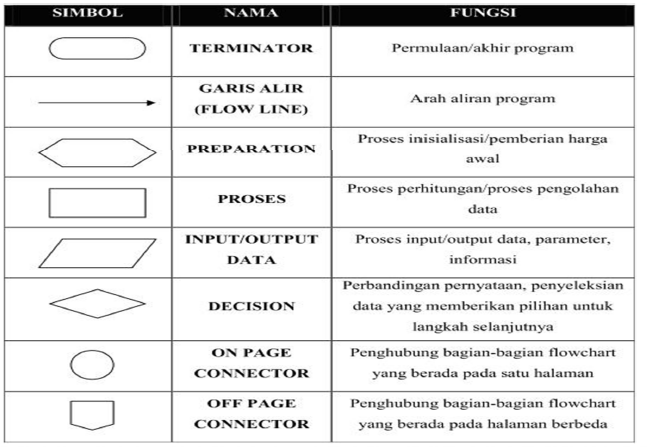 SIMBOL NAMA FUNGSI
TERMINATOR Permulaan/akhir program
GARIS ALIR
(FLOW LINE)
Arah aliran program
PREPARATION
Proses inisialisasi/pemberian harga
awal
PROSES
Proses perhitungan/proses pengolahan
data
INPUT/OUTPUT
DATA
Proses input/output data, parameter,
informasi
DECISION
Perbandingan pernyataan, penyeleksian
data yang memberikan pilihan untuk
langkah selanjutnya
ON PAGE
CONNECTOR
Penghubung bagian-bagian flowchart
yang berada pada satu halaman
OFF PAGE
CONNECTOR
Penghubung bagian-bagian flowchart
yang berada pada halaman berbeda